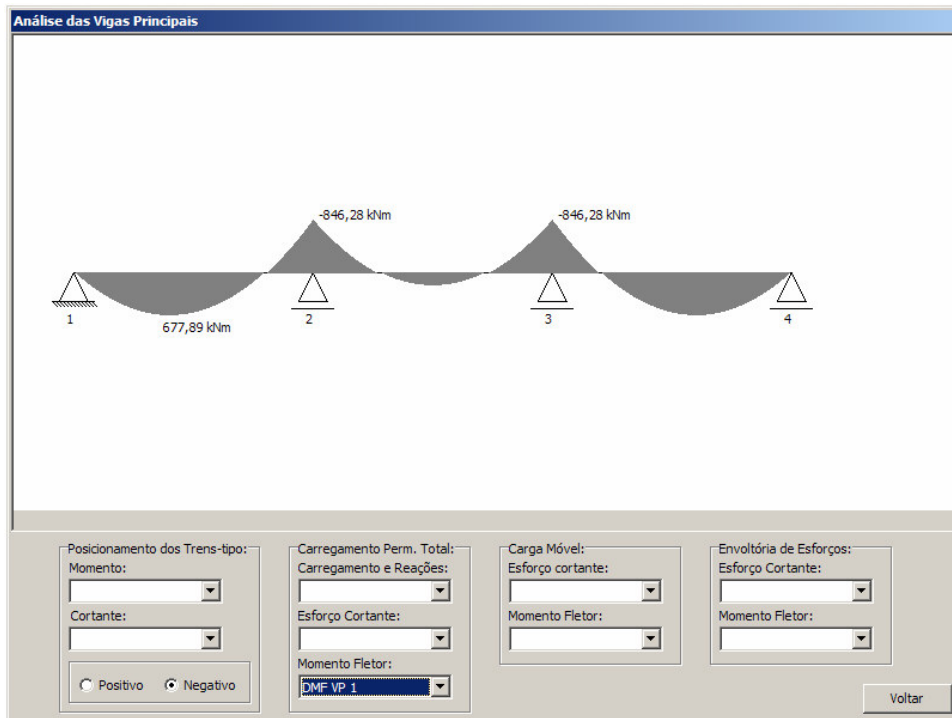 Análise das Vigas Principais
-846,28 kNm
-846,28 kNm
1
2
3
4
677,89 kNm
Posicionamento dos Trens-tipo:
Momento:
Cortante:
Positivo
Negativo
Carregamento Perm. Total:
Carregamento e Reações:
Esforço Cortante:
Momento Fletor:
DMF VP 1
Carga Móvel:
Esforço cortante:
Momento Fletor:
Envoltória de Esforços:
Esforço Cortante:
Momento Fletor:
Voltar